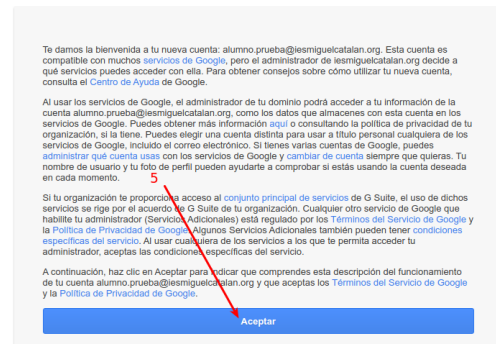 Te damos la bienvenida a tu nueva cuenta: alumno.prueba@iesmiguelcatalan.org. Esta cuenta es
compatible con muchos servicios de Google, pero el administrador de iesmiguelcatalan.org decide a
qué servicios puedes acceder con ella. Para obtener consejos sobre cómo utilizar tu nueva cuenta,
consulta el Centro de Ayuda de Google.
Al usar los servicios de Google, el administrador de tu dominio podrá acceder a tu información de la
cuenta alumno.prueba@iesmiguelcatalan.org, como los datos que almacenes con esta cuenta en los
servicios de Google. Puedes obtener más información aquí o consultando la política de privacidad de tu
organización, si la tiene. Puedes elegir una cuenta distinta para usar a título personal cualquiera de los
servicios de Google, incluido el correo electrónico. Si tienes varias cuentas de Google, puedes
administrar qué cuenta usas con los servicios de Google y cambiar de cuenta siempre que quieras. Tu
nombre de usuario y tu foto de perfil pueden ayudarte a comprobar si estás usando la cuenta deseada
en cada momento.
5
Si tu organización te proporciona acceso al conjunto principal de servicios de G Suite, el uso de dichos
servicios se rige por el acuerdo de G Suite de tu organización. Cualquier otro servicio de Google que
habilite tu administrador (Servicios Adicionales) está regulado por los Términos del Servicio de Google y
la Política de Privacidad de Google. Algunos Servicios Adicionales también pueden tener condiciones
específicas del servicio. Al usar cualquiera de los servicios a los que te permita acceder tu
administrador, aceptas las condiciones específicas del servicio.
A continuación, haz clic en Aceptar para indicar que comprendes esta descripción del funcionamiento
de tu cuenta alumno.prueba@iesmiguelcatalan.org y que aceptas los Términos del Servicio de Google
y la Política de Privacidad de Google.
Aceptar